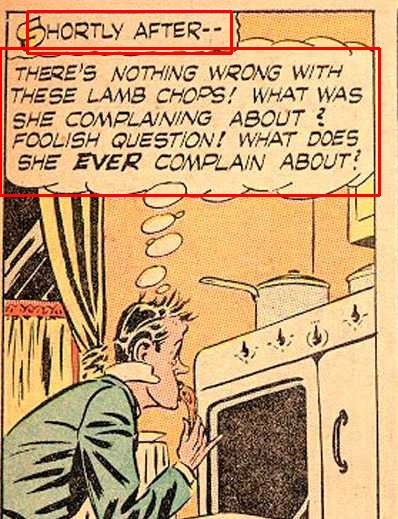 SHORTLY AFTER--
THERE'S NOTHING WRONG WITH
THESE LAMB CHOPS! WHAT WAS
SHE COMPLAINING ABOUT?
FOOLISH QUESTION! WHAT DOES
SHE EVER COMPLAIN ABOUT?